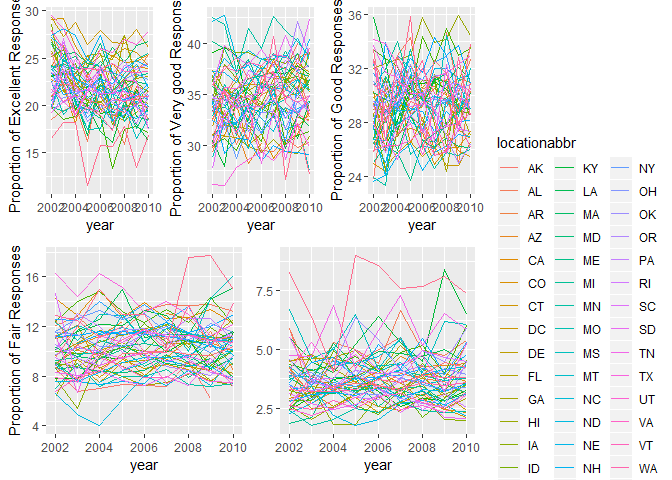 Proportion of Excellent Responses
30
25
20
15
2002 2004 2006 2008 2010
year
Proportion of Very good Respons
40
35
30
2002 2004 2006 2008 2010
year
Proportion of Good Responses
36
32
28
24
2002 2004 2006 2008 2010
year
Proportion of Fair Responses
16
12
8
4
2002 2004 2006 2008 2010
year
7.5
5.0
2.5
2002 2004 2006 2008 2010
year
locationabbr
AK KY NY
AL LA OH
AR MA OK
AZ MD OR
CA ME PA
CO MI RI
CT MN SC
DC MO SD
DE MS TN
FL MT TX
GA NC UT
HI ND VA
IA NE VT
ID NH WA